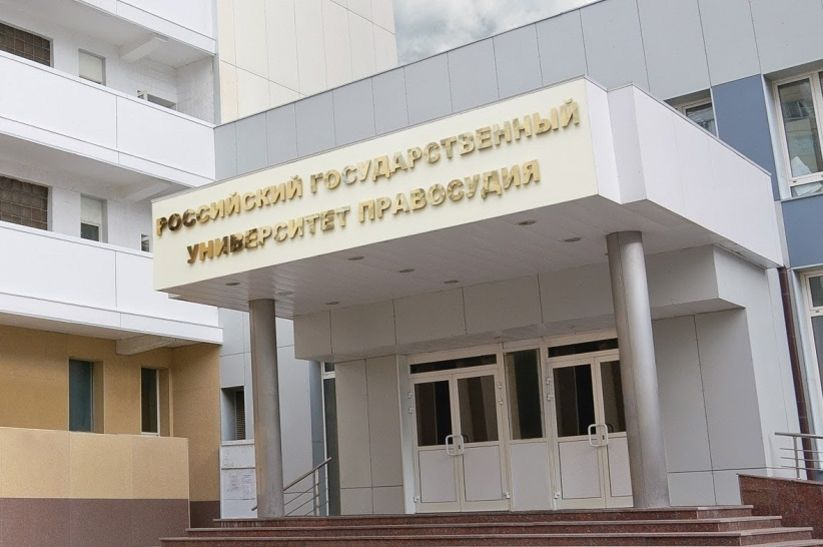 РОССИЙСКИЙ ГОСУДАРСТВЕННЫЙ
УНИВЕРСИТЕТ ПРАВОСУДИЯ